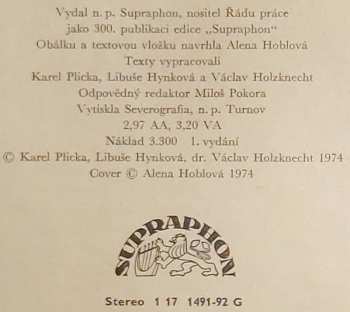 Vydal n. p. Supraphon, nositel Řádu práce
jako 300. publikaci edice „Supraphon"
Obálku a textovou vložku navrhla Alena Hoblová
Texty vypracovali
Karel Plicka, Libuše Hynková a Václav Holzknecht
Odpovědný redaktor Miloš Pokora
Vytiskla Severografia, n. p. Turnov
2,97 AA, 3,20 VA
Náklad 3.300 1. vydání
© Karel Plicka, Libuše Hynková, dr. Václav Holzknecht 1974
Cover © Alena Hoblová 1974
SUPRAPHON
Stereo 1 17 1491-92 G